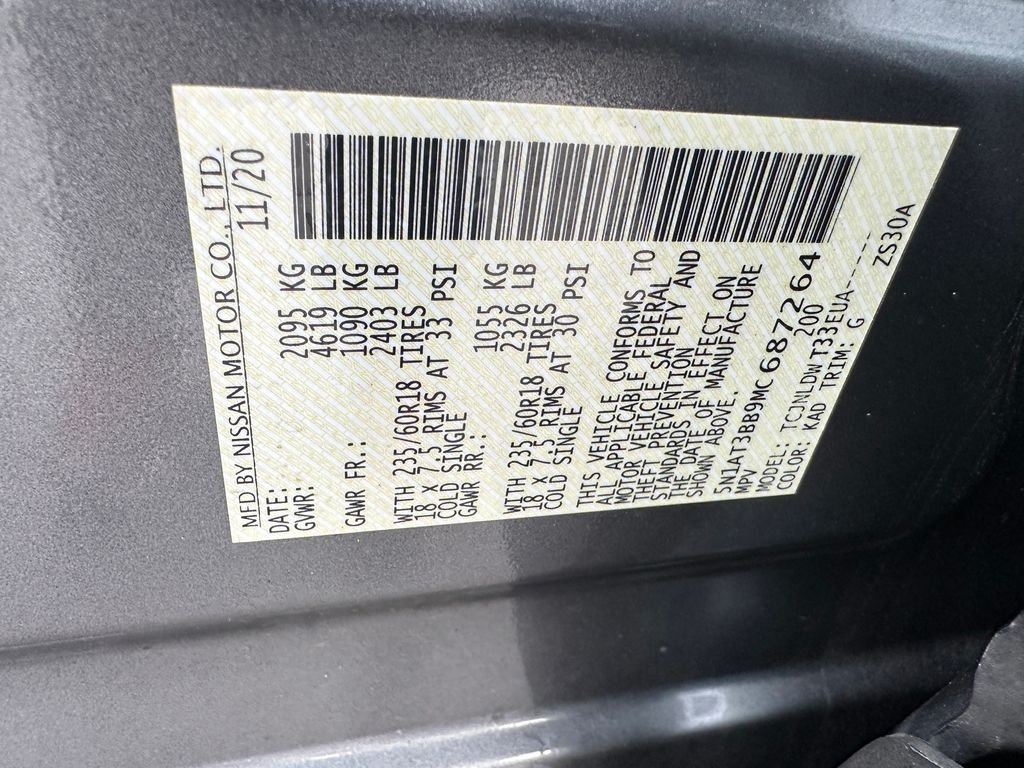 MFD BY NISSAN MOTOR CO., LTD.
DATE: 11/20
GVWR: 2095 KG
4619 LB
GAWR FR.: 1090 KG
2403 LB
WITH 235/60R18 TIRES
18 x 7.5 RIMS AT 33 PSI
COLD SINGLE
GAWR RR.: 1055 KG
2326 LB
WITH 235/60R18 TIRES
18 x 7.5 RIMS AT 30 PSI
COLD SINGLE
THIS VEHICLE CONFORMS TO
ALL APPLICABLE FEDERAL
MOTOR VEHICLE SAFETY AND
THEFT PREVENTION
STANDARDS IN EFFECT ON
THE DATE OF MANUFACTURE
SHOWN ABOVE.
5N1AT3BB9MC687264
MPV 200
MODEL: TCJNLDWT33EUA-----
COLOR: KAD TRIM: G ZS30A